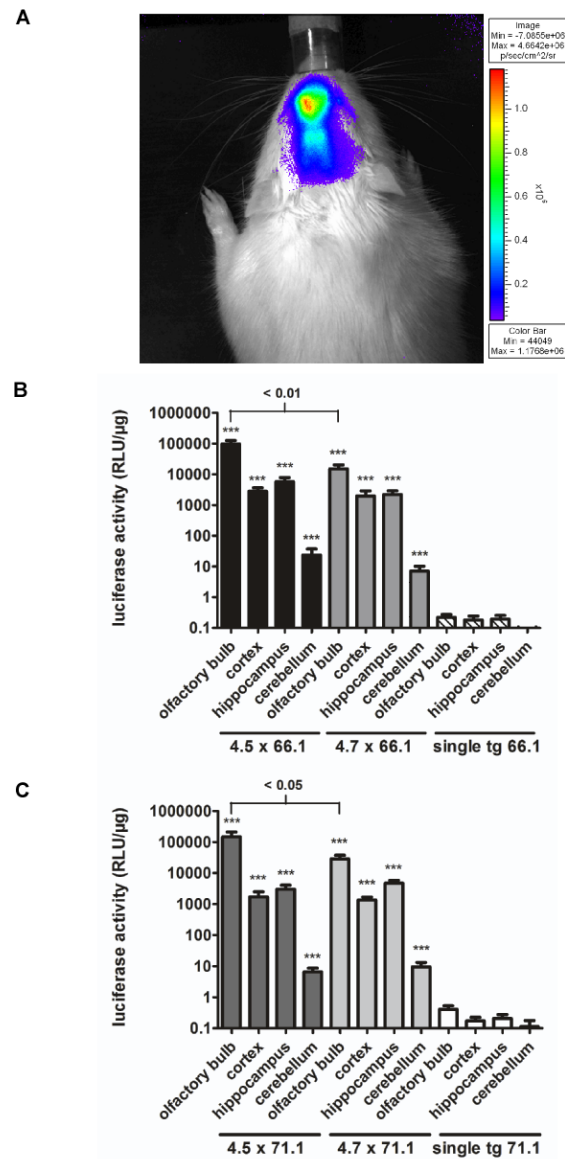 A
Image
Min = -7.0855e+06
Max = 4.6642e+06
p/sec/cm^2/sr
1.0
0.8
x10^6
0.6
0.4
0.2
Color Bar
Min = 44049
Max = 1.1768e+06
B
< 0.01
luciferase activity (RLU/µg)
1000000
100000
10000
1000
100
10
1
0.1
*** *** *** *** *** *** *** ***
olfactory bulb
cortex
hippocampus
cerebellum
olfactory bulb
cortex
hippocampus
cerebellum
olfactory bulb
cortex
hippocampus
cerebellum
4.5 x 66.1 4.7 x 66.1 single tg 66.1
C
< 0.05
luciferase activity (RLU/µg)
1000000
100000
10000
1000
100
10
1
0.1
*** *** *** *** *** *** *** ***
olfactory bulb
cortex
hippocampus
cerebellum
olfactory bulb
cortex
hippocampus
cerebellum
olfactory bulb
cortex
hippocampus
cerebellum
4.5 x 71.1 4.7 x 71.1 single tg 71.1